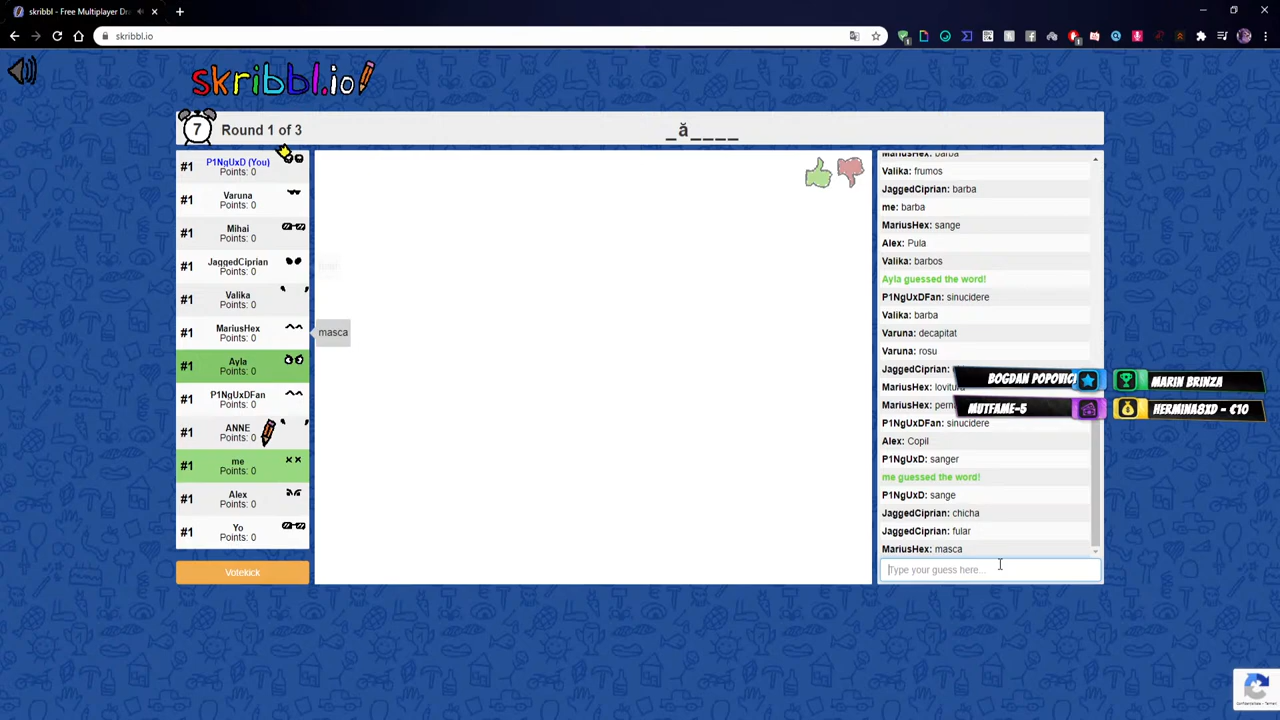 skribbl - Free Multiplayer Dr
skribbl.io
skribbl.io
7
Round 1 of 3
_ă____
#1
P1NgUxD (You)
Points: 0
#1
Varuna
Points: 0
#1
Mihai
Points: 0
#1
JaggedCiprian
Points: 0
#1
Valika
Points: 0
#1
MariusHex
Points: 0
masca
#1
Ayla
Points: 0
#1
P1NgUxDFan
Points: 0
#1
ANNE
Points: 0
#1
me
Points: 0
#1
Alex
Points: 0
#1
Yo
Points: 0
Votekick
MariusHex: barba
Valika: frumos
JaggedCiprian: barba
me: barba
MariusHex: sange
Alex: Pula
Valika: barbos
Ayla guessed the word!
P1NgUxDFan: sinucidere
Valika: barba
Varuna: decapitat
Varuna: rosu
JaggedCiprian:
MariusHex: lovitu
MariusHex: per
P1NgUxDFan: sinucidere
Alex: Copil
P1NgUxD: sanger
me guessed the word!
P1NgUxD: sange
JaggedCiprian: chicha
JaggedCiprian: fular
MariusHex: masca
Type your guess here...
BOGDAN POPOVICI
MARIN BRINZA
MUTFAME-5
HERMINA8XD - €10